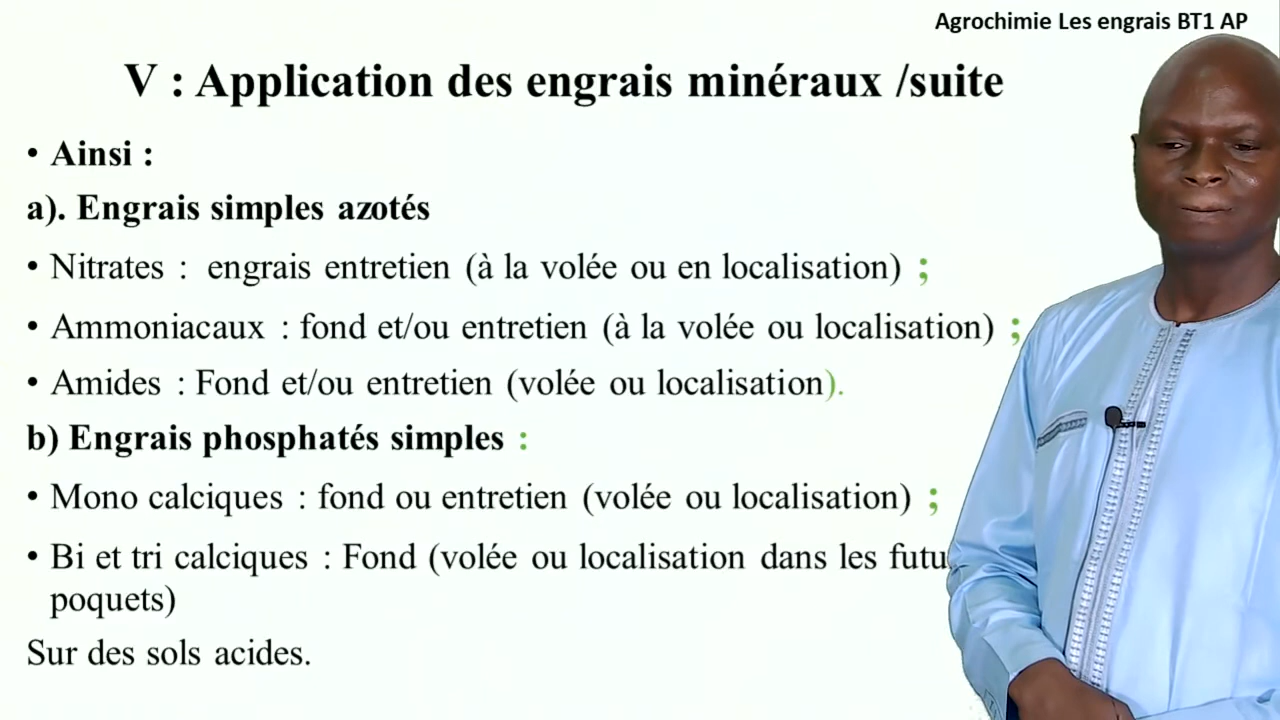 Agrochimie Les engrais BT1 AP
V : Application des engrais minéraux /suite
• Ainsi :
a). Engrais simples azotés
• Nitrates : engrais entretien (à la volée ou en localisation) ;
• Ammoniacaux : fond et/ou entretien (à la volée ou localisation) ;
• Amides : Fond et/ou entretien (volée ou localisation).
b) Engrais phosphatés simples :
• Mono calciques : fond ou entretien (volée ou localisation) ;
• Bi et tri calciques : Fond (volée ou localisation dans les
poquets)
Sur des sols acides.